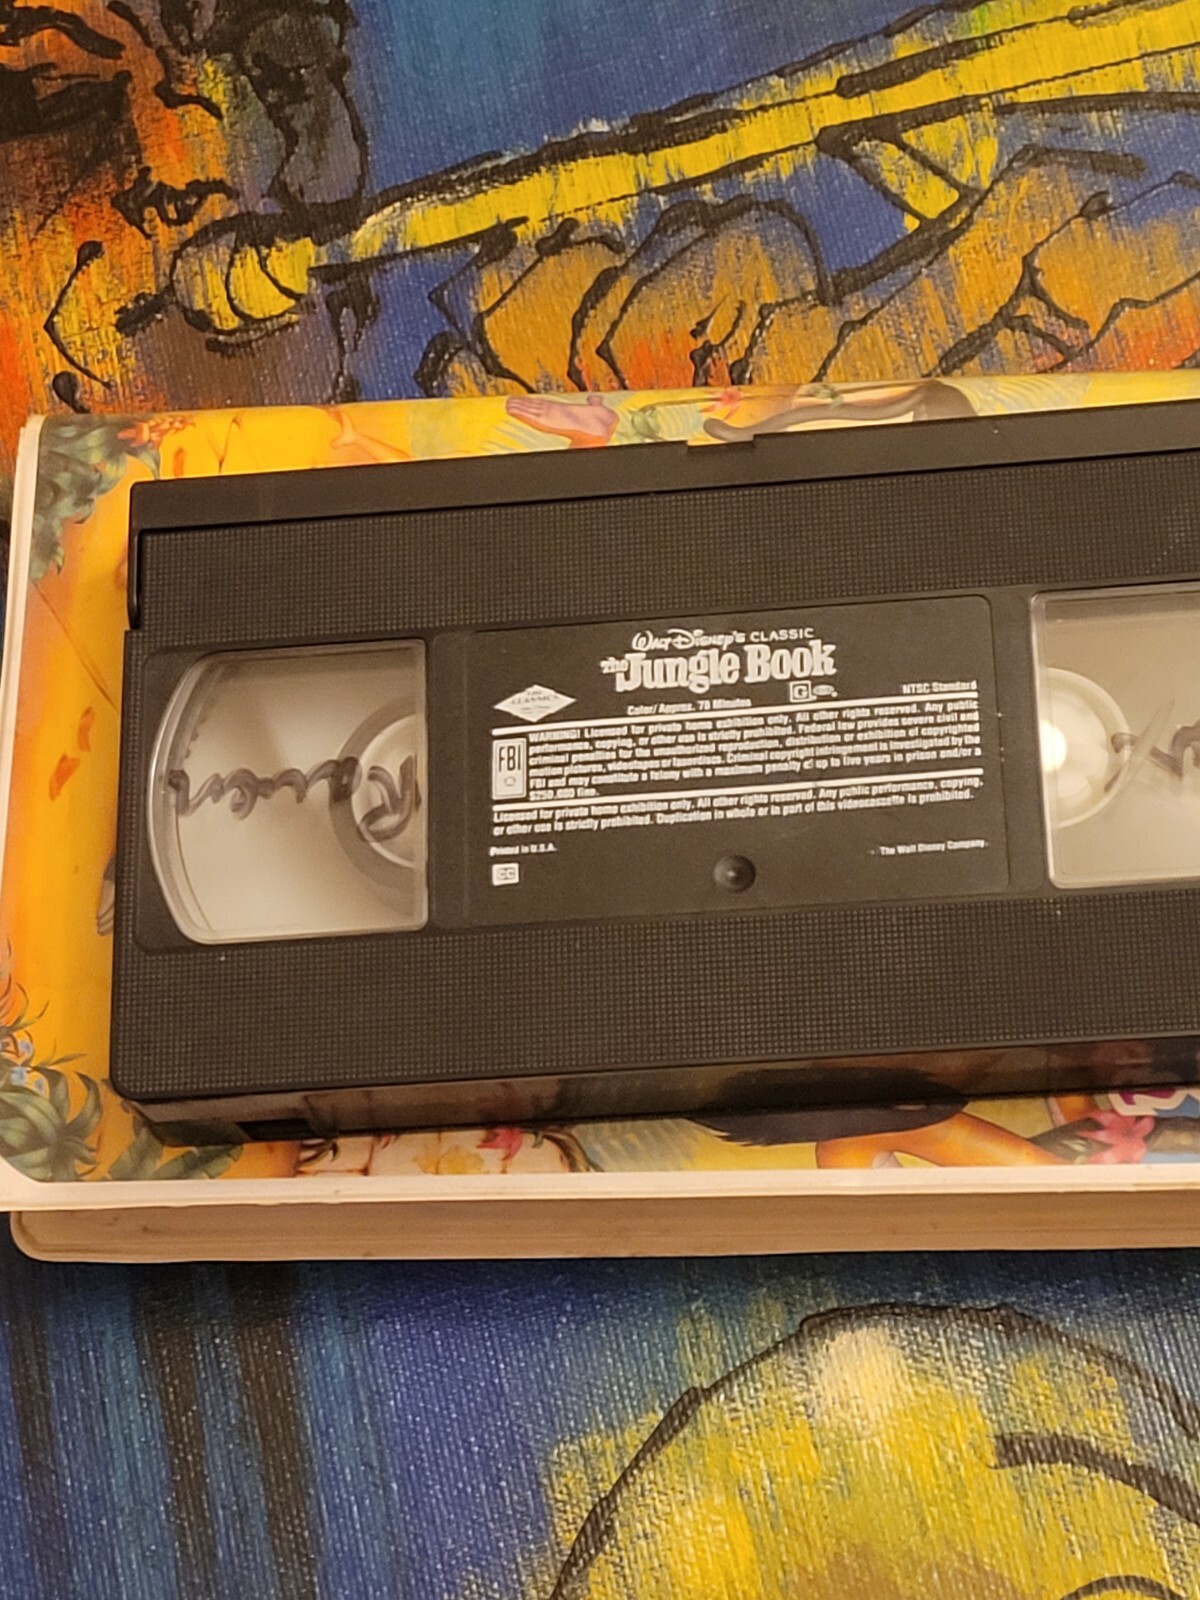 Walt Disney's CLASSIC
The Jungle Book
THE
CLASSICS
Color/Approx. 78 Minutes
G
NTSC Standard
FBI
WARNING! Licensed for private home exhibition only. All other rights reserved. Any public
performance, copying, or other use is strictly prohibited. Federal law provides severe civil and
criminal penalties for the unauthorized reproduction, distribution or exhibition of copyrighted
motion pictures, videotapes or laserdiscs. Criminal copyright infringement is investigated by the
FBI and may constitute a felony with a maximum penalty of up to five years in prison and/or a
$250,000 fine.
Licensed for private home exhibition only. All other rights reserved. Any public performance, copying,
or other use is strictly prohibited. Duplication in whole or in part of this videocassette is prohibited.
Printed in U.S.A.
The Walt Disney Company.
CC